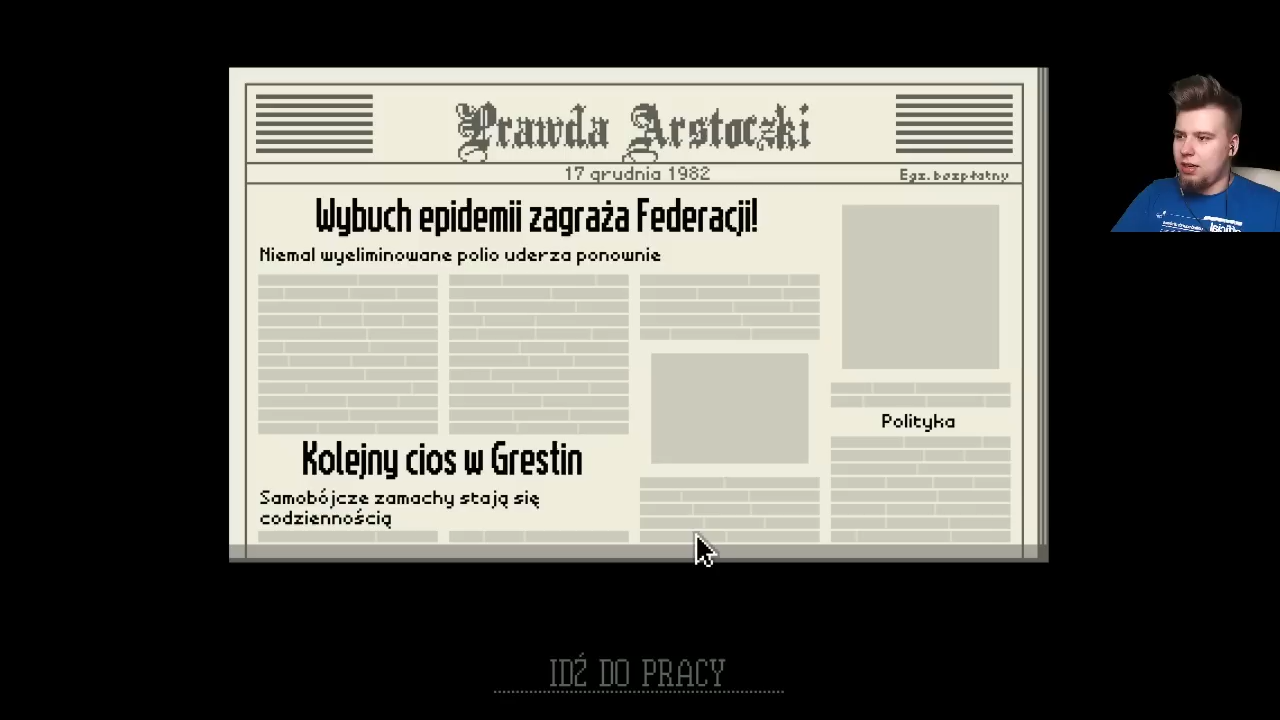 Prawda Arstoczki
17 grudnia 1982
Egz. bezpłatny
Wybuch epidemii zagraża Federacji!
Niemal wyeliminowane polio uderza ponownie
Polityka
Kolejny cios w Grestin
Samobójcze zamachy stają się
codziennością
IDŹ DO PRACY